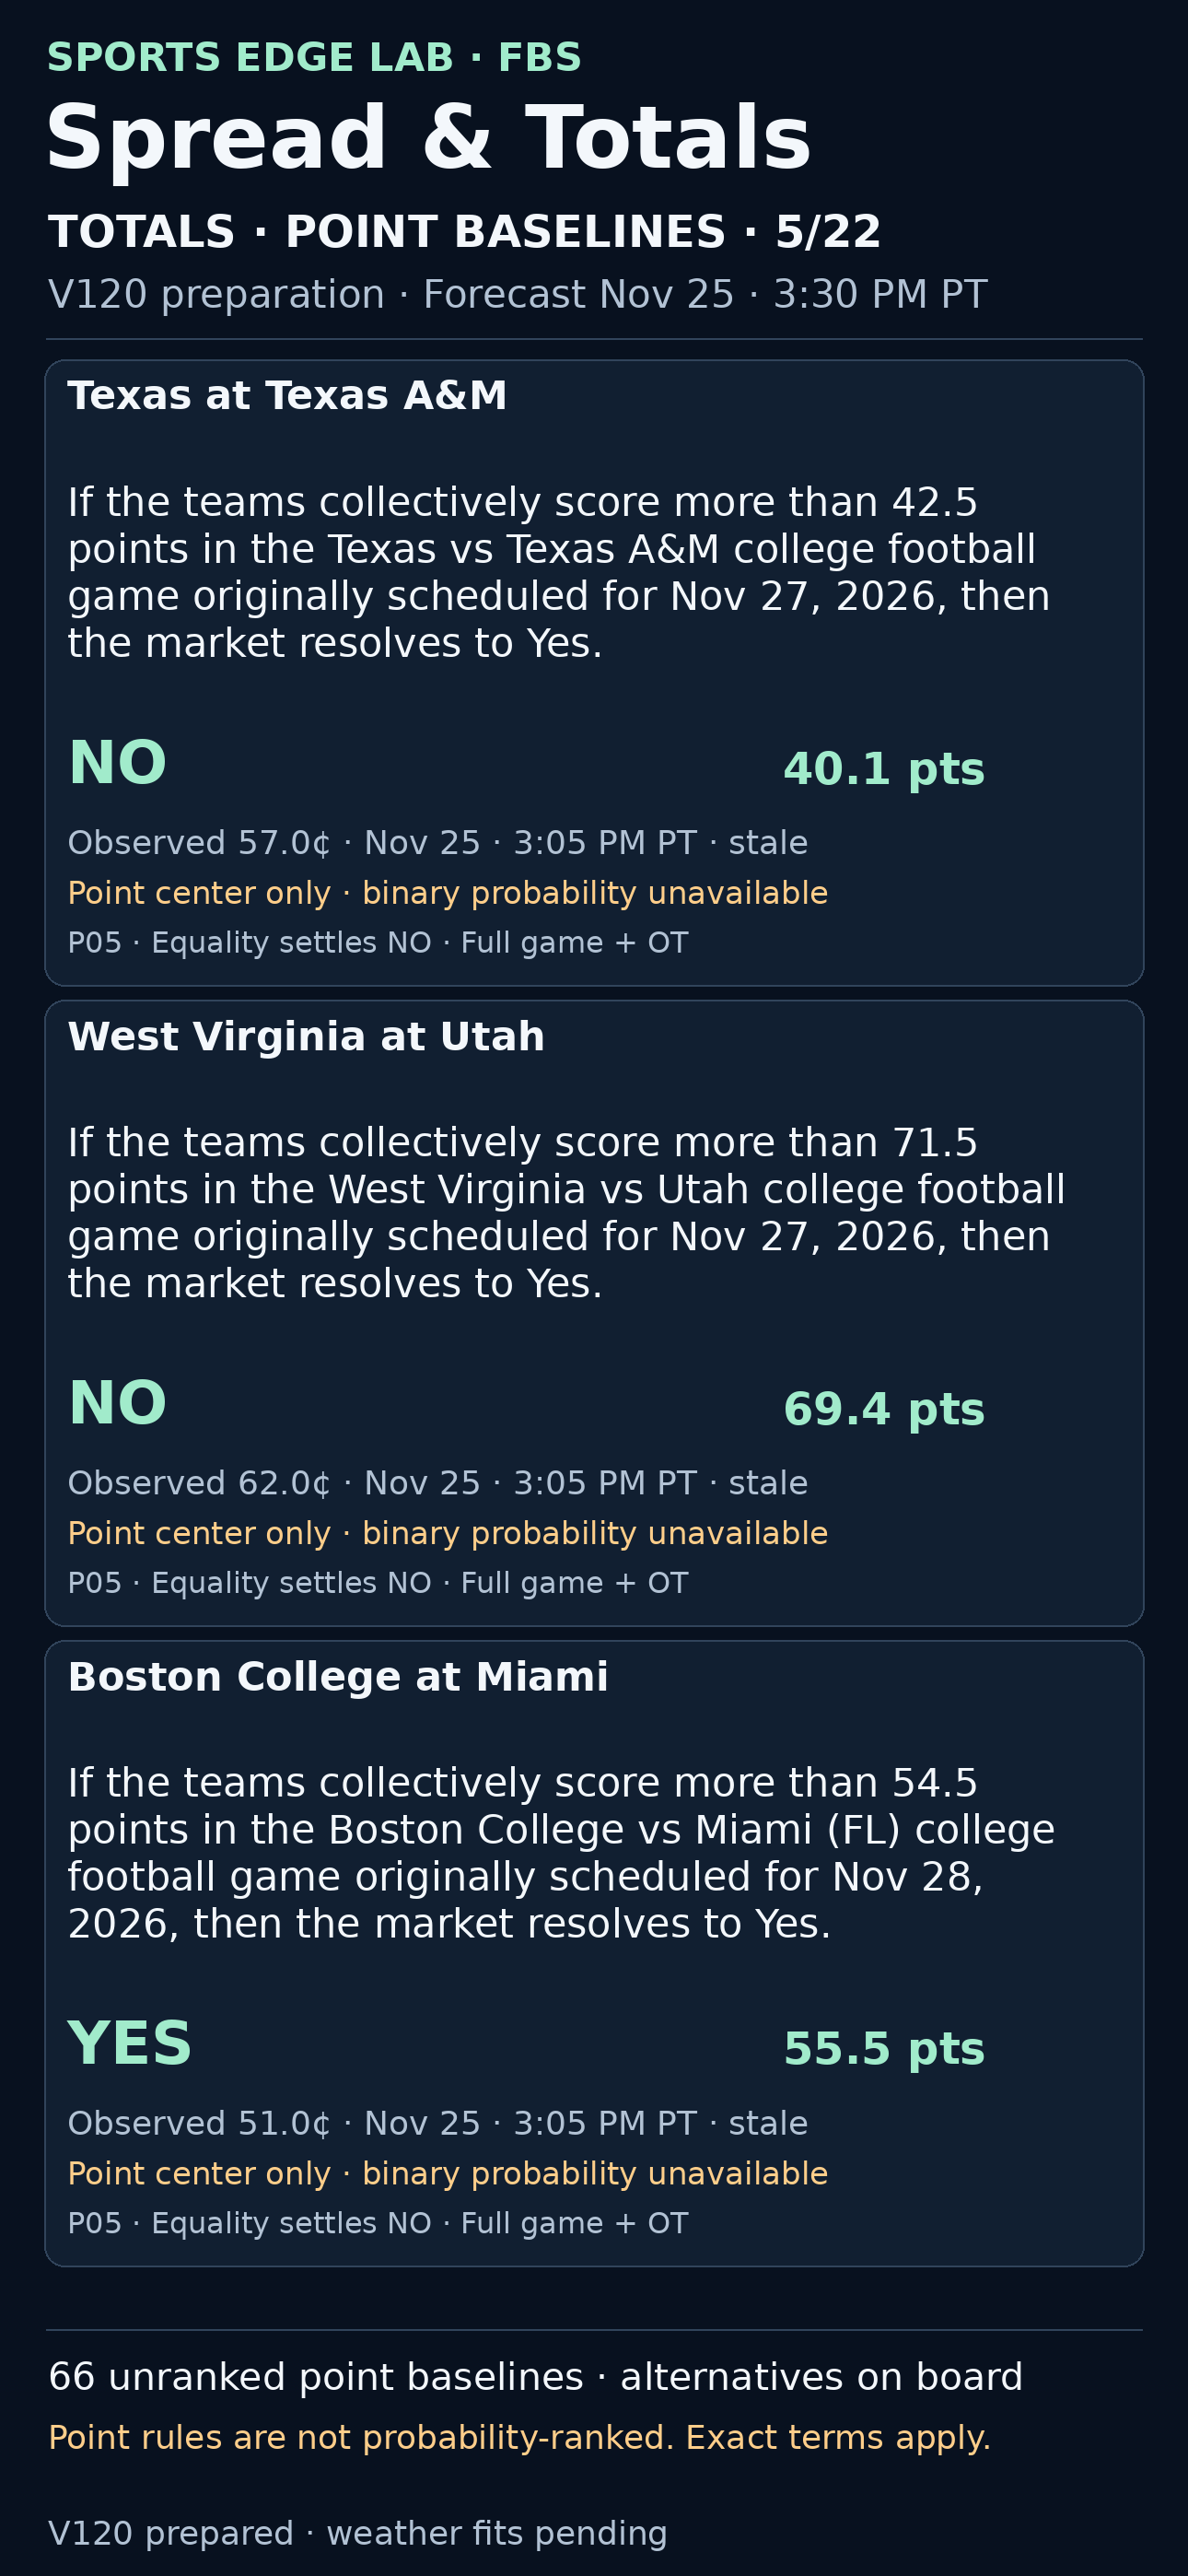 SPORTS EDGE LAB · FBS
Spread & Totals
TOTALS · POINT BASELINES · 5/22
V120 preparation · Forecast Nov 25 · 3:30 PM PT
Texas at Texas A&M
If the teams collectively score more than 42.5
points in the Texas vs Texas A&M college football
game originally scheduled for Nov 27, 2026, then
the market resolves to Yes.
NO 40.1 pts
Observed 57.0¢ · Nov 25 · 3:05 PM PT · stale
Point center only · binary probability unavailable
P05 · Equality settles NO · Full game + OT
West Virginia at Utah
If the teams collectively score more than 71.5
points in the West Virginia vs Utah college football
game originally scheduled for Nov 27, 2026, then
the market resolves to Yes.
NO 69.4 pts
Observed 62.0¢ · Nov 25 · 3:05 PM PT · stale
Point center only · binary probability unavailable
P05 · Equality settles NO · Full game + OT
Boston College at Miami
If the teams collectively score more than 54.5
points in the Boston College vs Miami (FL) college
football game originally scheduled for Nov 28,
2026, then the market resolves to Yes.
YES 55.5 pts
Observed 51.0¢ · Nov 25 · 3:05 PM PT · stale
Point center only · binary probability unavailable
P05 · Equality settles NO · Full game + OT
66 unranked point baselines · alternatives on board
Point rules are not probability-ranked. Exact terms apply.
V120 prepared · weather fits pending